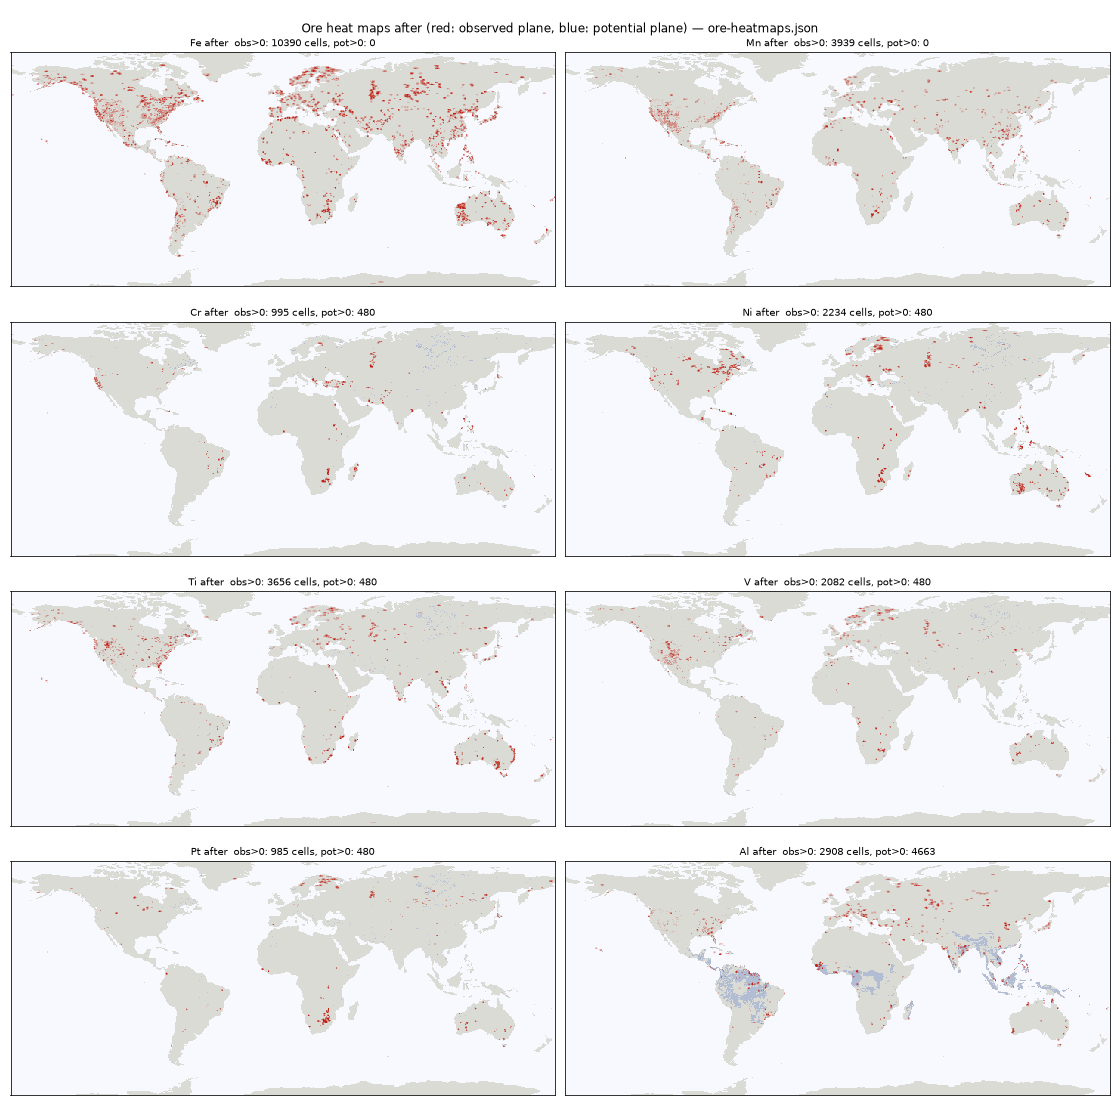 Ore heat maps after (red: observed plane, blue: potential plane) — ore-heatmaps.json
Fe after  obs>0: 10390 cells, pot>0: 0
Mn after  obs>0: 3939 cells, pot>0: 0
Cr after  obs>0: 995 cells, pot>0: 480
Ni after  obs>0: 2234 cells, pot>0: 480
Ti after  obs>0: 3656 cells, pot>0: 480
V after  obs>0: 2082 cells, pot>0: 480
Pt after  obs>0: 985 cells, pot>0: 480
Al after  obs>0: 2908 cells, pot>0: 4663